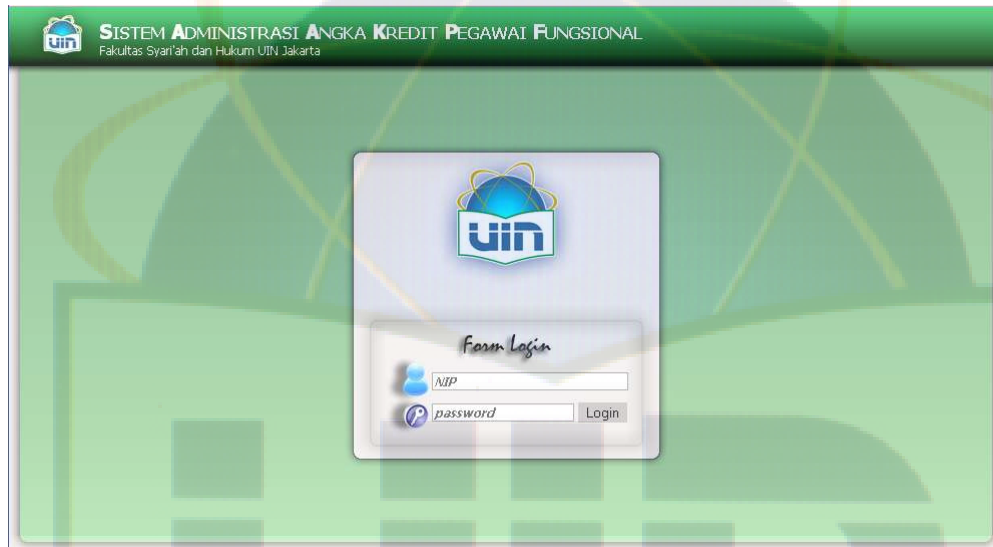 uin
SISTEM ADMINISTRASI ANGKA KREDIT PEGAWAI FUNGSIONAL
Fakultas Syari'ah dan Hukum UIN Jakarta
uin
Form Login
NIP
password
Login